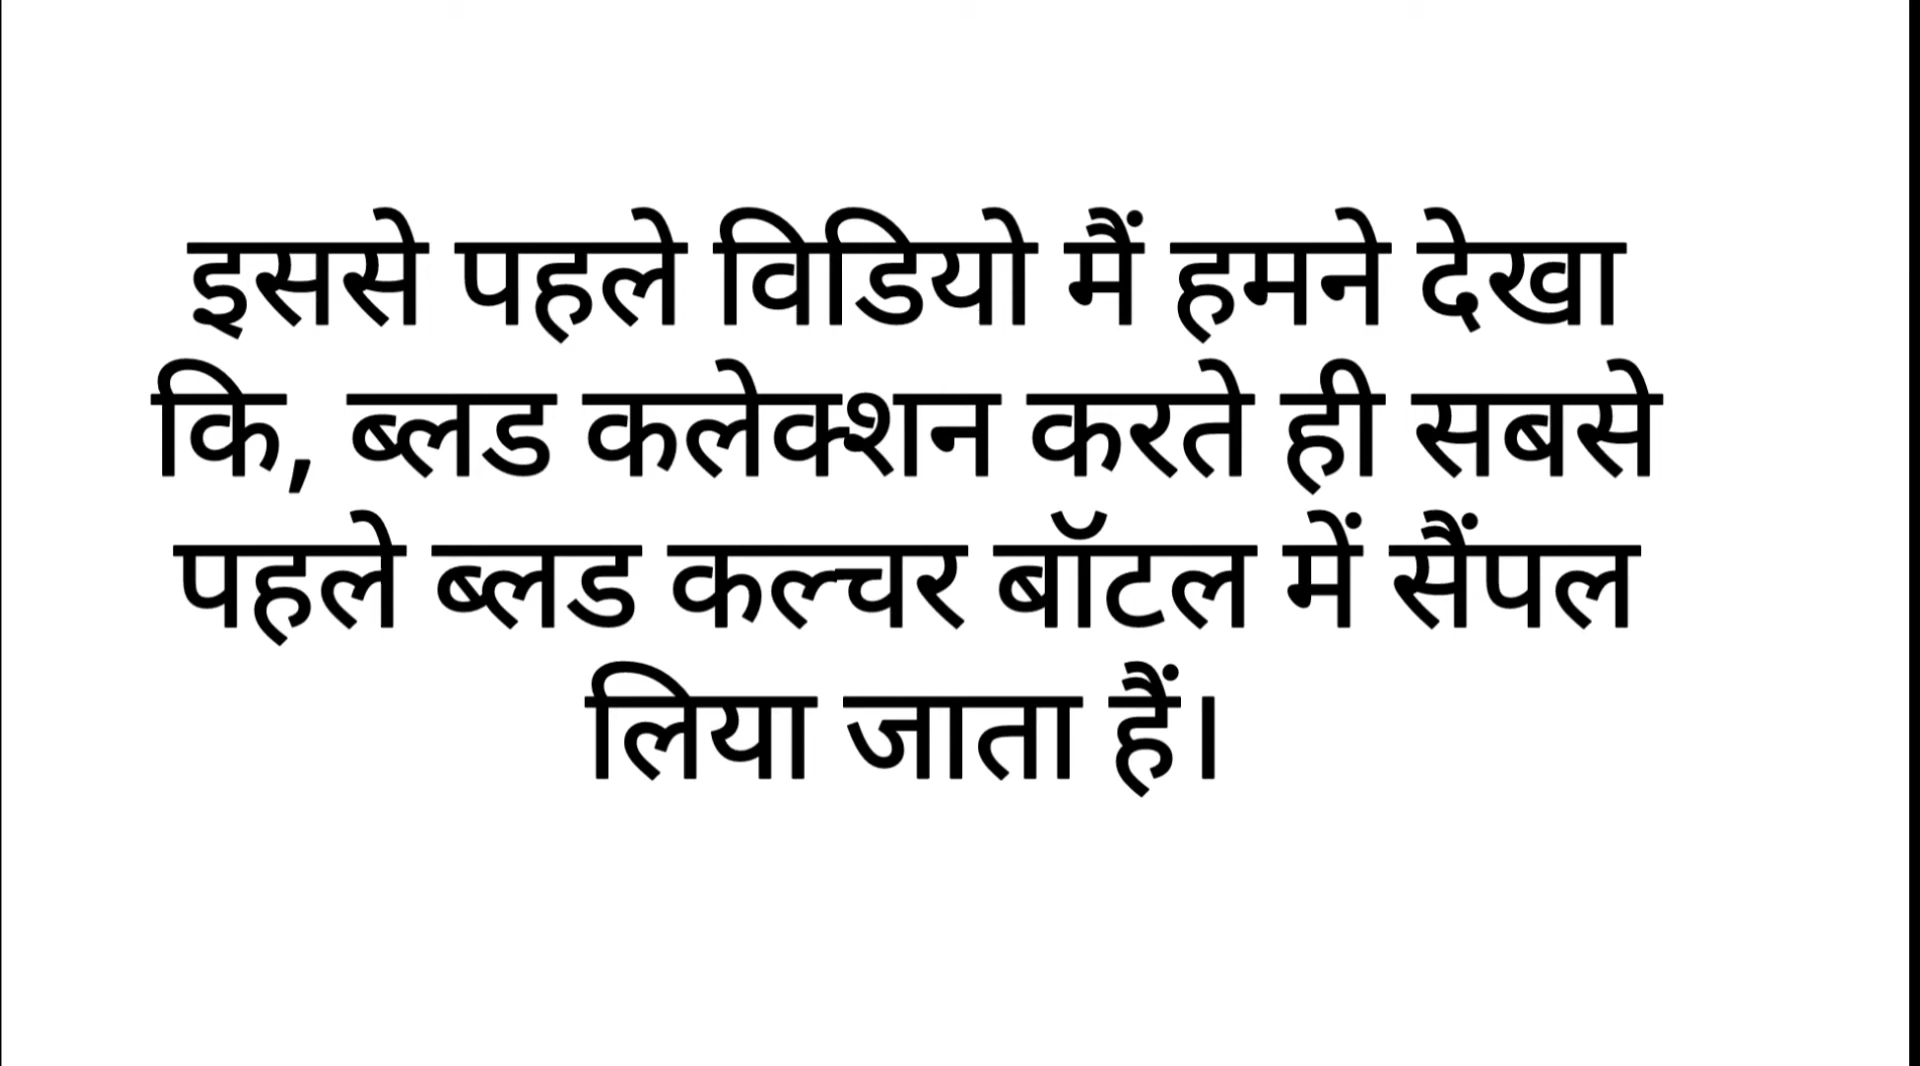 इससे पहले विडियो मैं हमने देखा
कि, ब्लड कलेक्शन करते ही सबसे
पहले ब्लड कल्चर बॉटल में सैंपल
लिया जाता हैं।